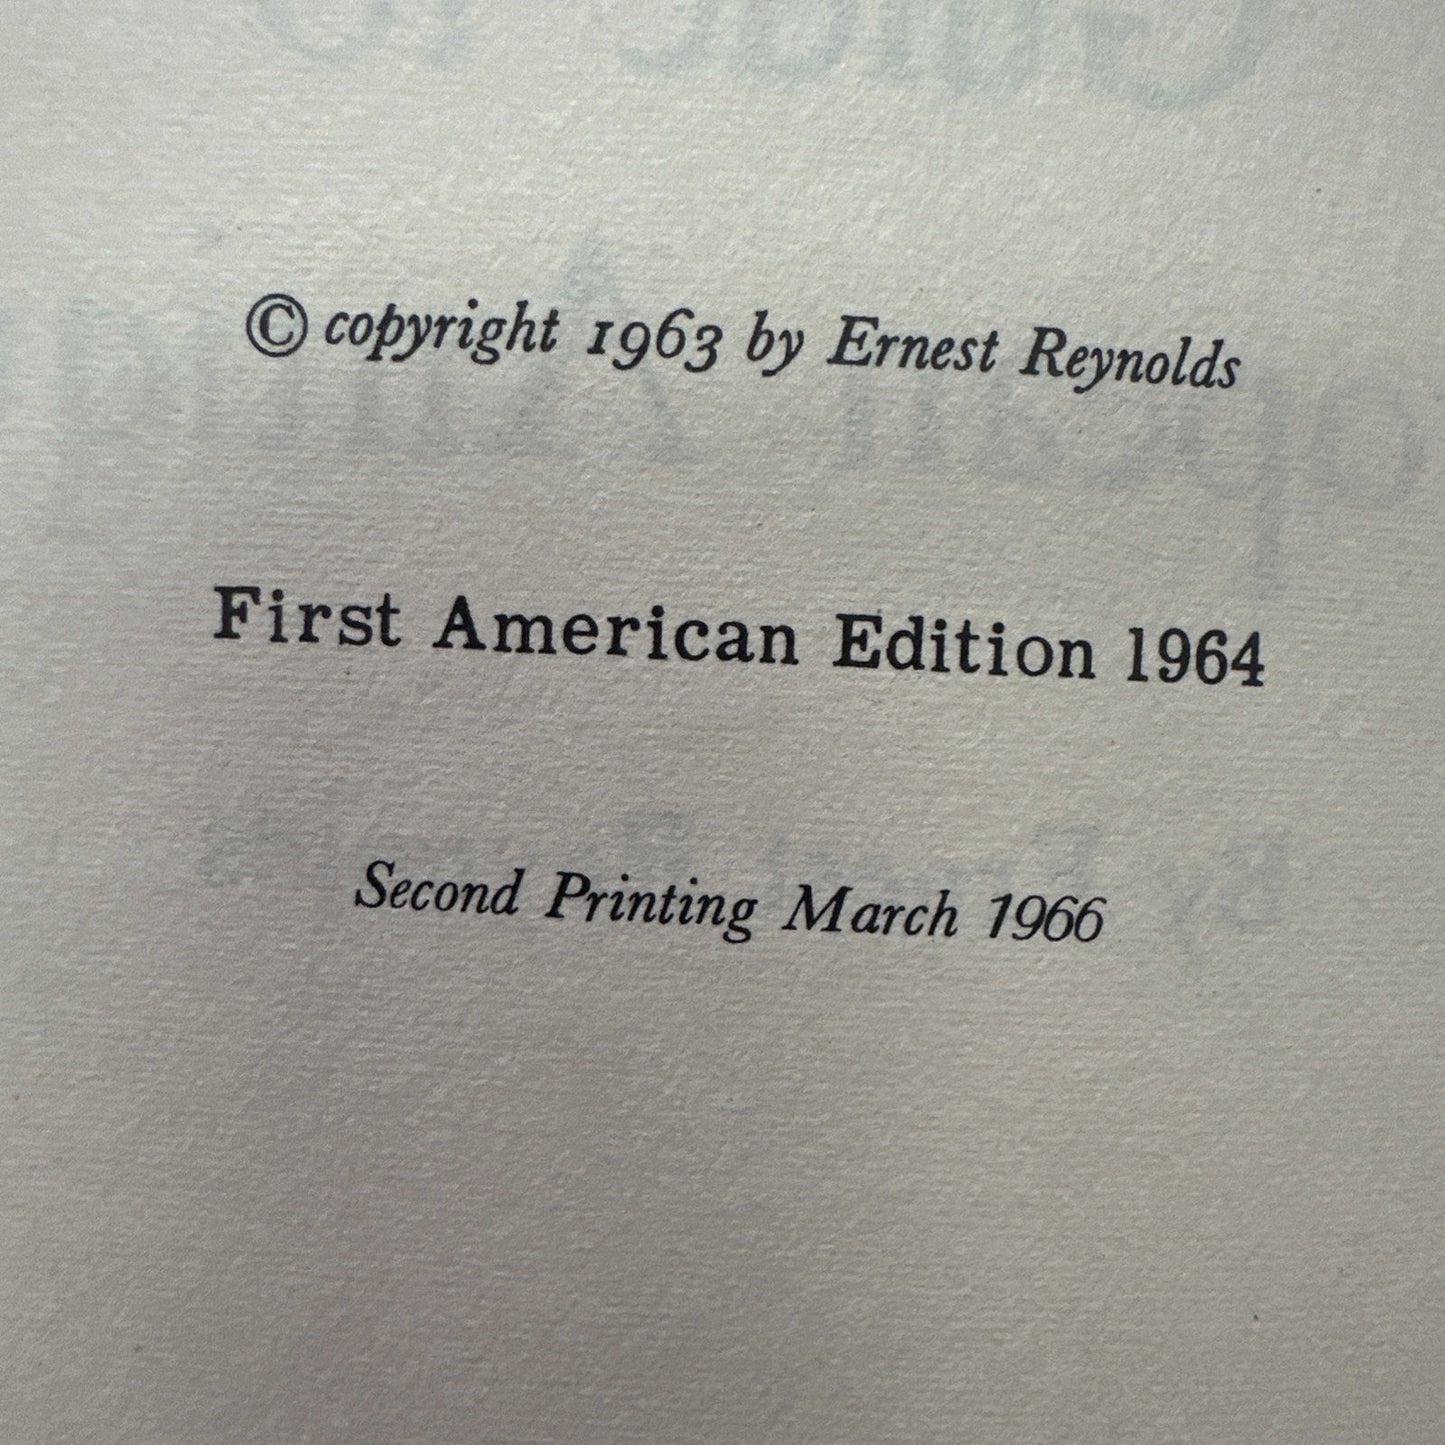 © copyright 1963 by Ernest Reynolds
First American Edition 1964
Second Printing March 1966